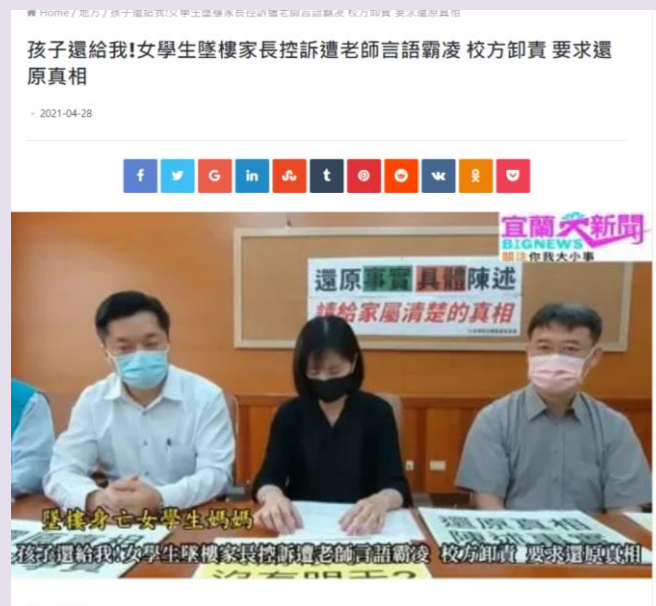 Home / 地方 / 孩子還給我!女學生墜樓家長控訴遭老師言語霸凌 校方卸責 要求還原真相
孩子還給我!女學生墜樓家長控訴遭老師言語霸凌 校方卸責 要求還
原真相
- 2021-04-28
宜蘭大新聞
BIGNEWS
關注你我大小事
還原事實 具體陳述
請給家屬清楚的真相
墜樓身亡女學生媽媽
還原真相
孩子還給我!女學生墜樓家長控訴遭老師言語霸凌 校方卸責 要求還原真相
沒有明天?